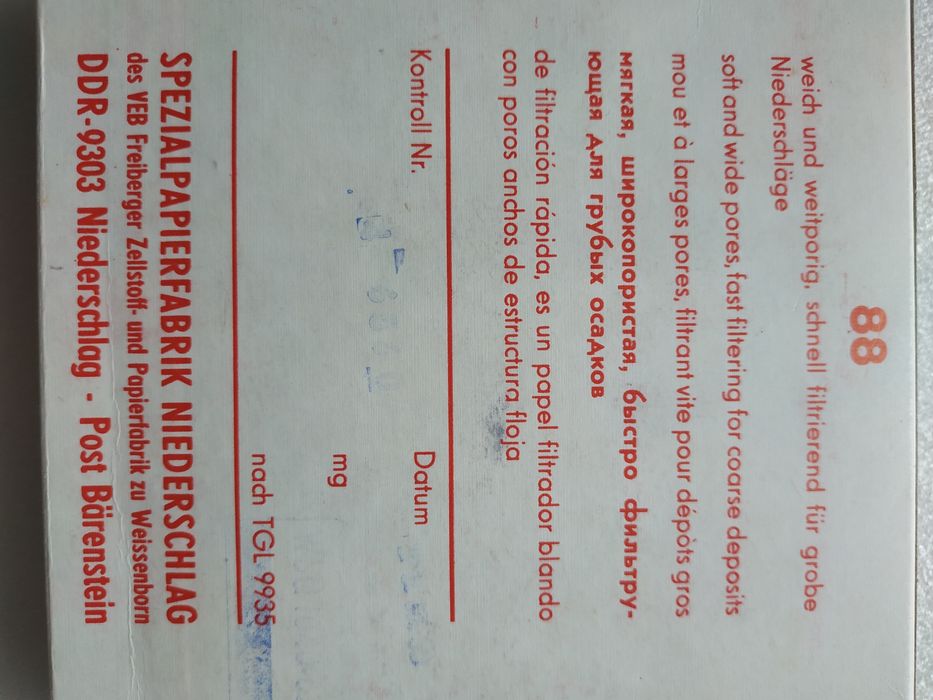 88
weich und weitporig, schnell filtrierend für grobe
Niederschläge
soft and wide pores, fast filtering for coarse deposits
mou et à larges pores, filtrant vite pour dépòts gros
мягкая, широкопористая, быстро фильтру-
ющая для грубых осадков
de filtración rápida, es un papel filtrador blando
con poros anchos de estructura floja
Kontroll Nr. Datum
mg
nach TGL 9935
SPEZIALPAPIERFABRIK NIEDERSCHLAG
des VEB Freiberger Zellstoff- und Papierfabrik zu Weissenborn
DDR-9303 Niederschlag - Post Bärenstein